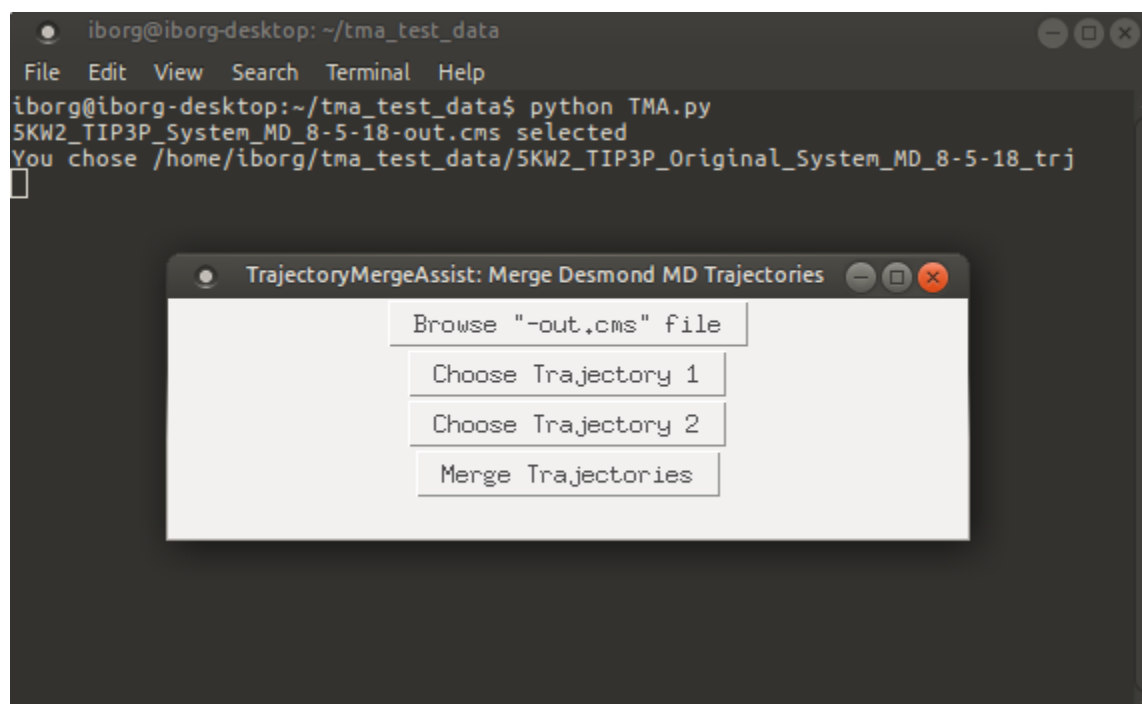 iborg@iborg-desktop: ~/tma_test_data
File Edit View Search Terminal Help
iborg@iborg-desktop:~/tma_test_data$ python TMA.py
5KW2_TIP3P_System_MD_8-5-18-out.cms selected
You chose /home/iborg/tma_test_data/5KW2_TIP3P_Original_System_MD_8-5-18_trj
TrajectoryMergeAssist: Merge Desmond MD Trajectories
Browse "-out.cms" file
Choose Trajectory 1
Choose Trajectory 2
Merge Trajectories